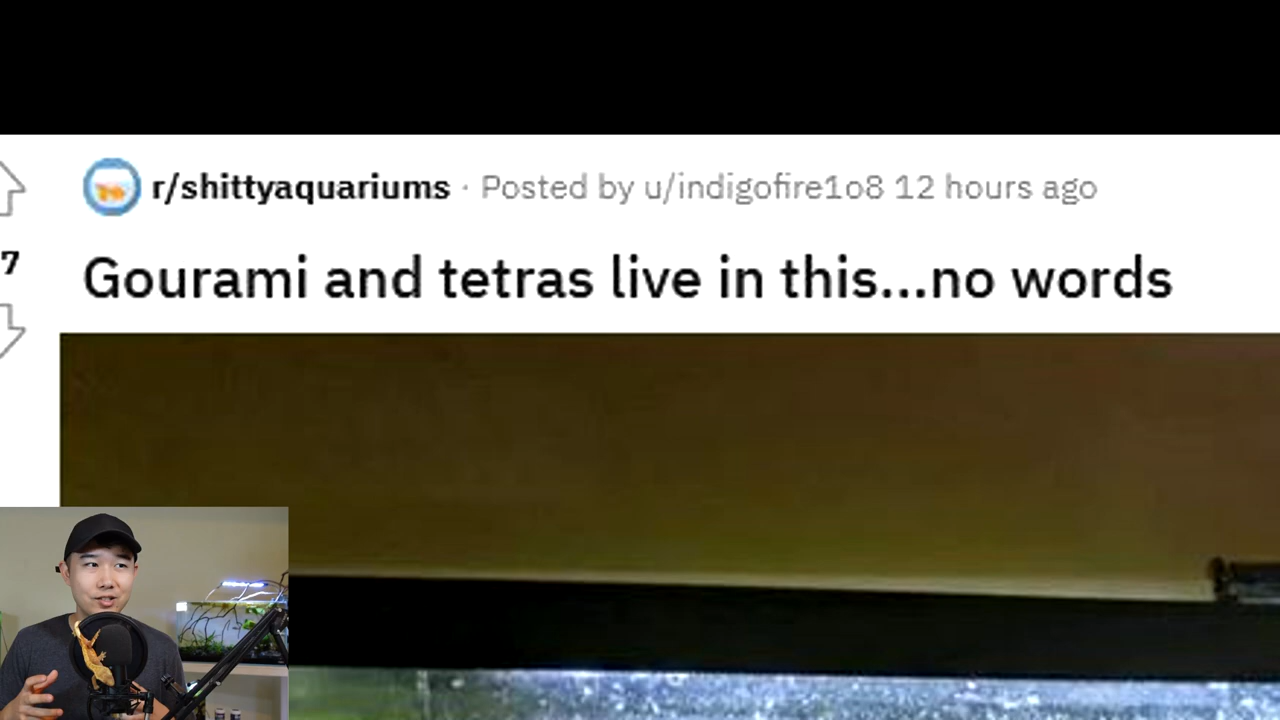 r/shittyaquariums · Posted by u/indigofire1o8 12 hours ago
7
Gourami and tetras live in this...no words